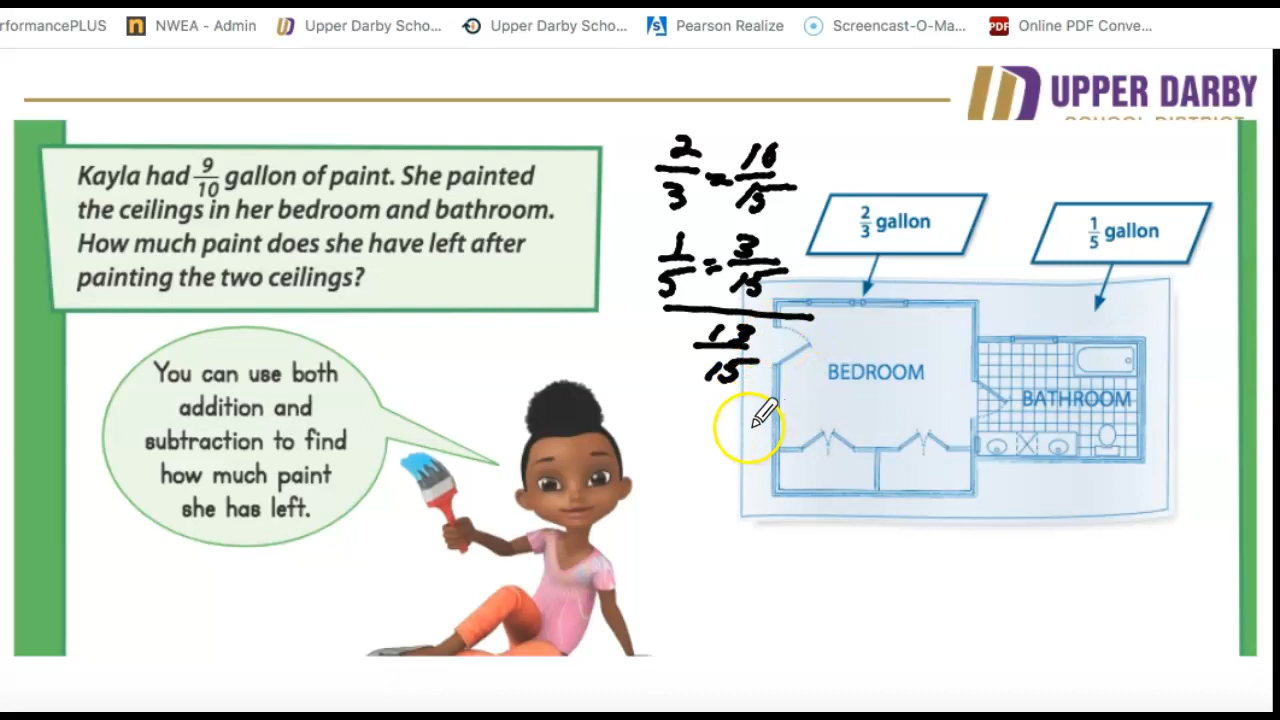 rformancePLUS NWEA - Admin Upper Darby Scho... Upper Darby Scho... Pearson Realize Screencast-O-Ma... Online PDF Conve...
UPPER DARBY
SCHOOL DISTRICT
Kayla had 9/10 gallon of paint. She painted
the ceilings in her bedroom and bathroom.
How much paint does she have left after
painting the two ceilings?
You can use both
addition and
subtraction to find
how much paint
she has left.
2/3 = 10/15
1/5 = 3/15
13/15
2/3 gallon
1/5 gallon
BEDROOM
BATHROOM